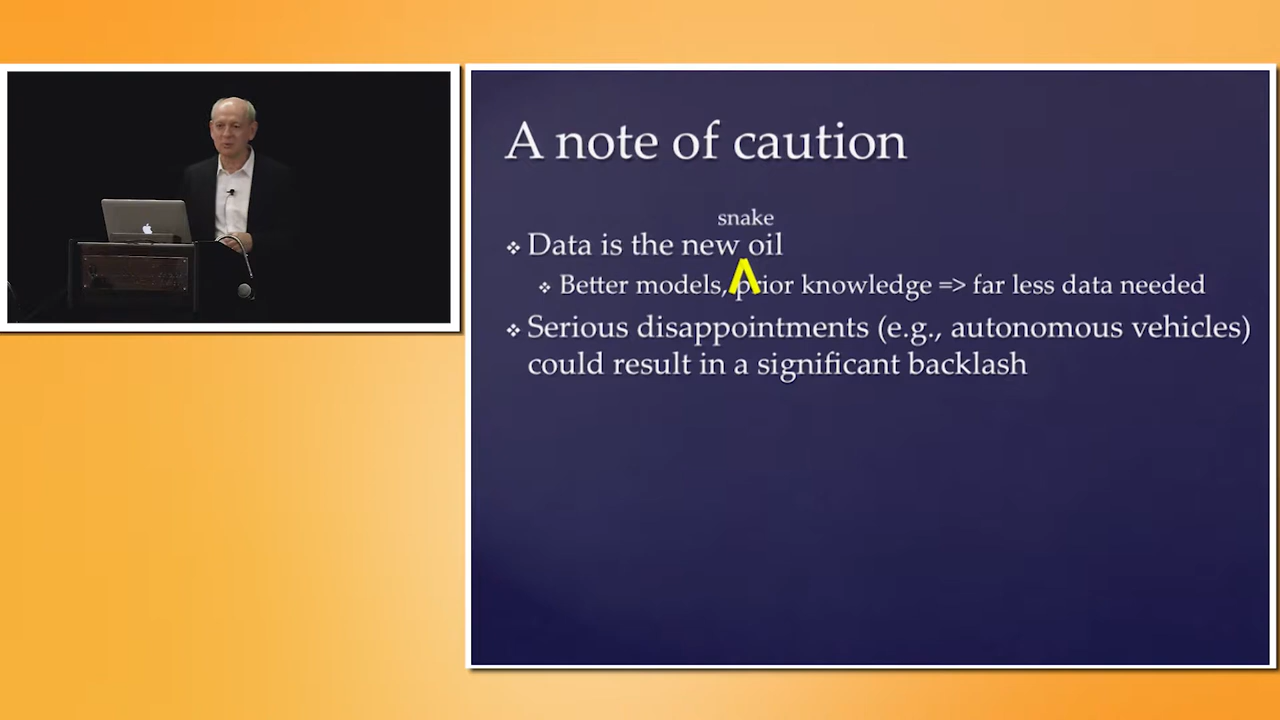 A note of caution
snake
❖ Data is the new oil
❖ Better models, prior knowledge => far less data needed
❖ Serious disappointments (e.g., autonomous vehicles)
could result in a significant backlash